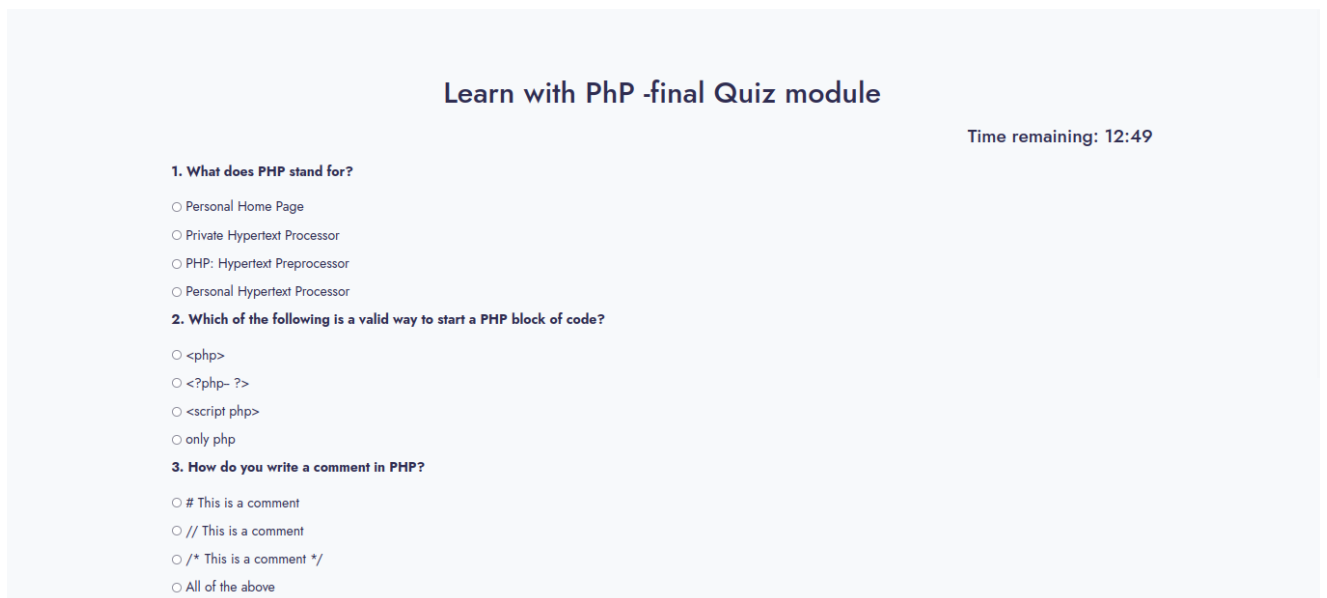 Learn with PhP -final Quiz module
Time remaining: 12:49
1. What does PHP stand for?
Personal Home Page
Private Hypertext Processor
PHP: Hypertext Preprocessor
Personal Hypertext Processor
2. Which of the following is a valid way to start a PHP block of code?
<php>
<?php– ?>
<script php>
only php
3. How do you write a comment in PHP?
# This is a comment
// This is a comment
/* This is a comment */
All of the above